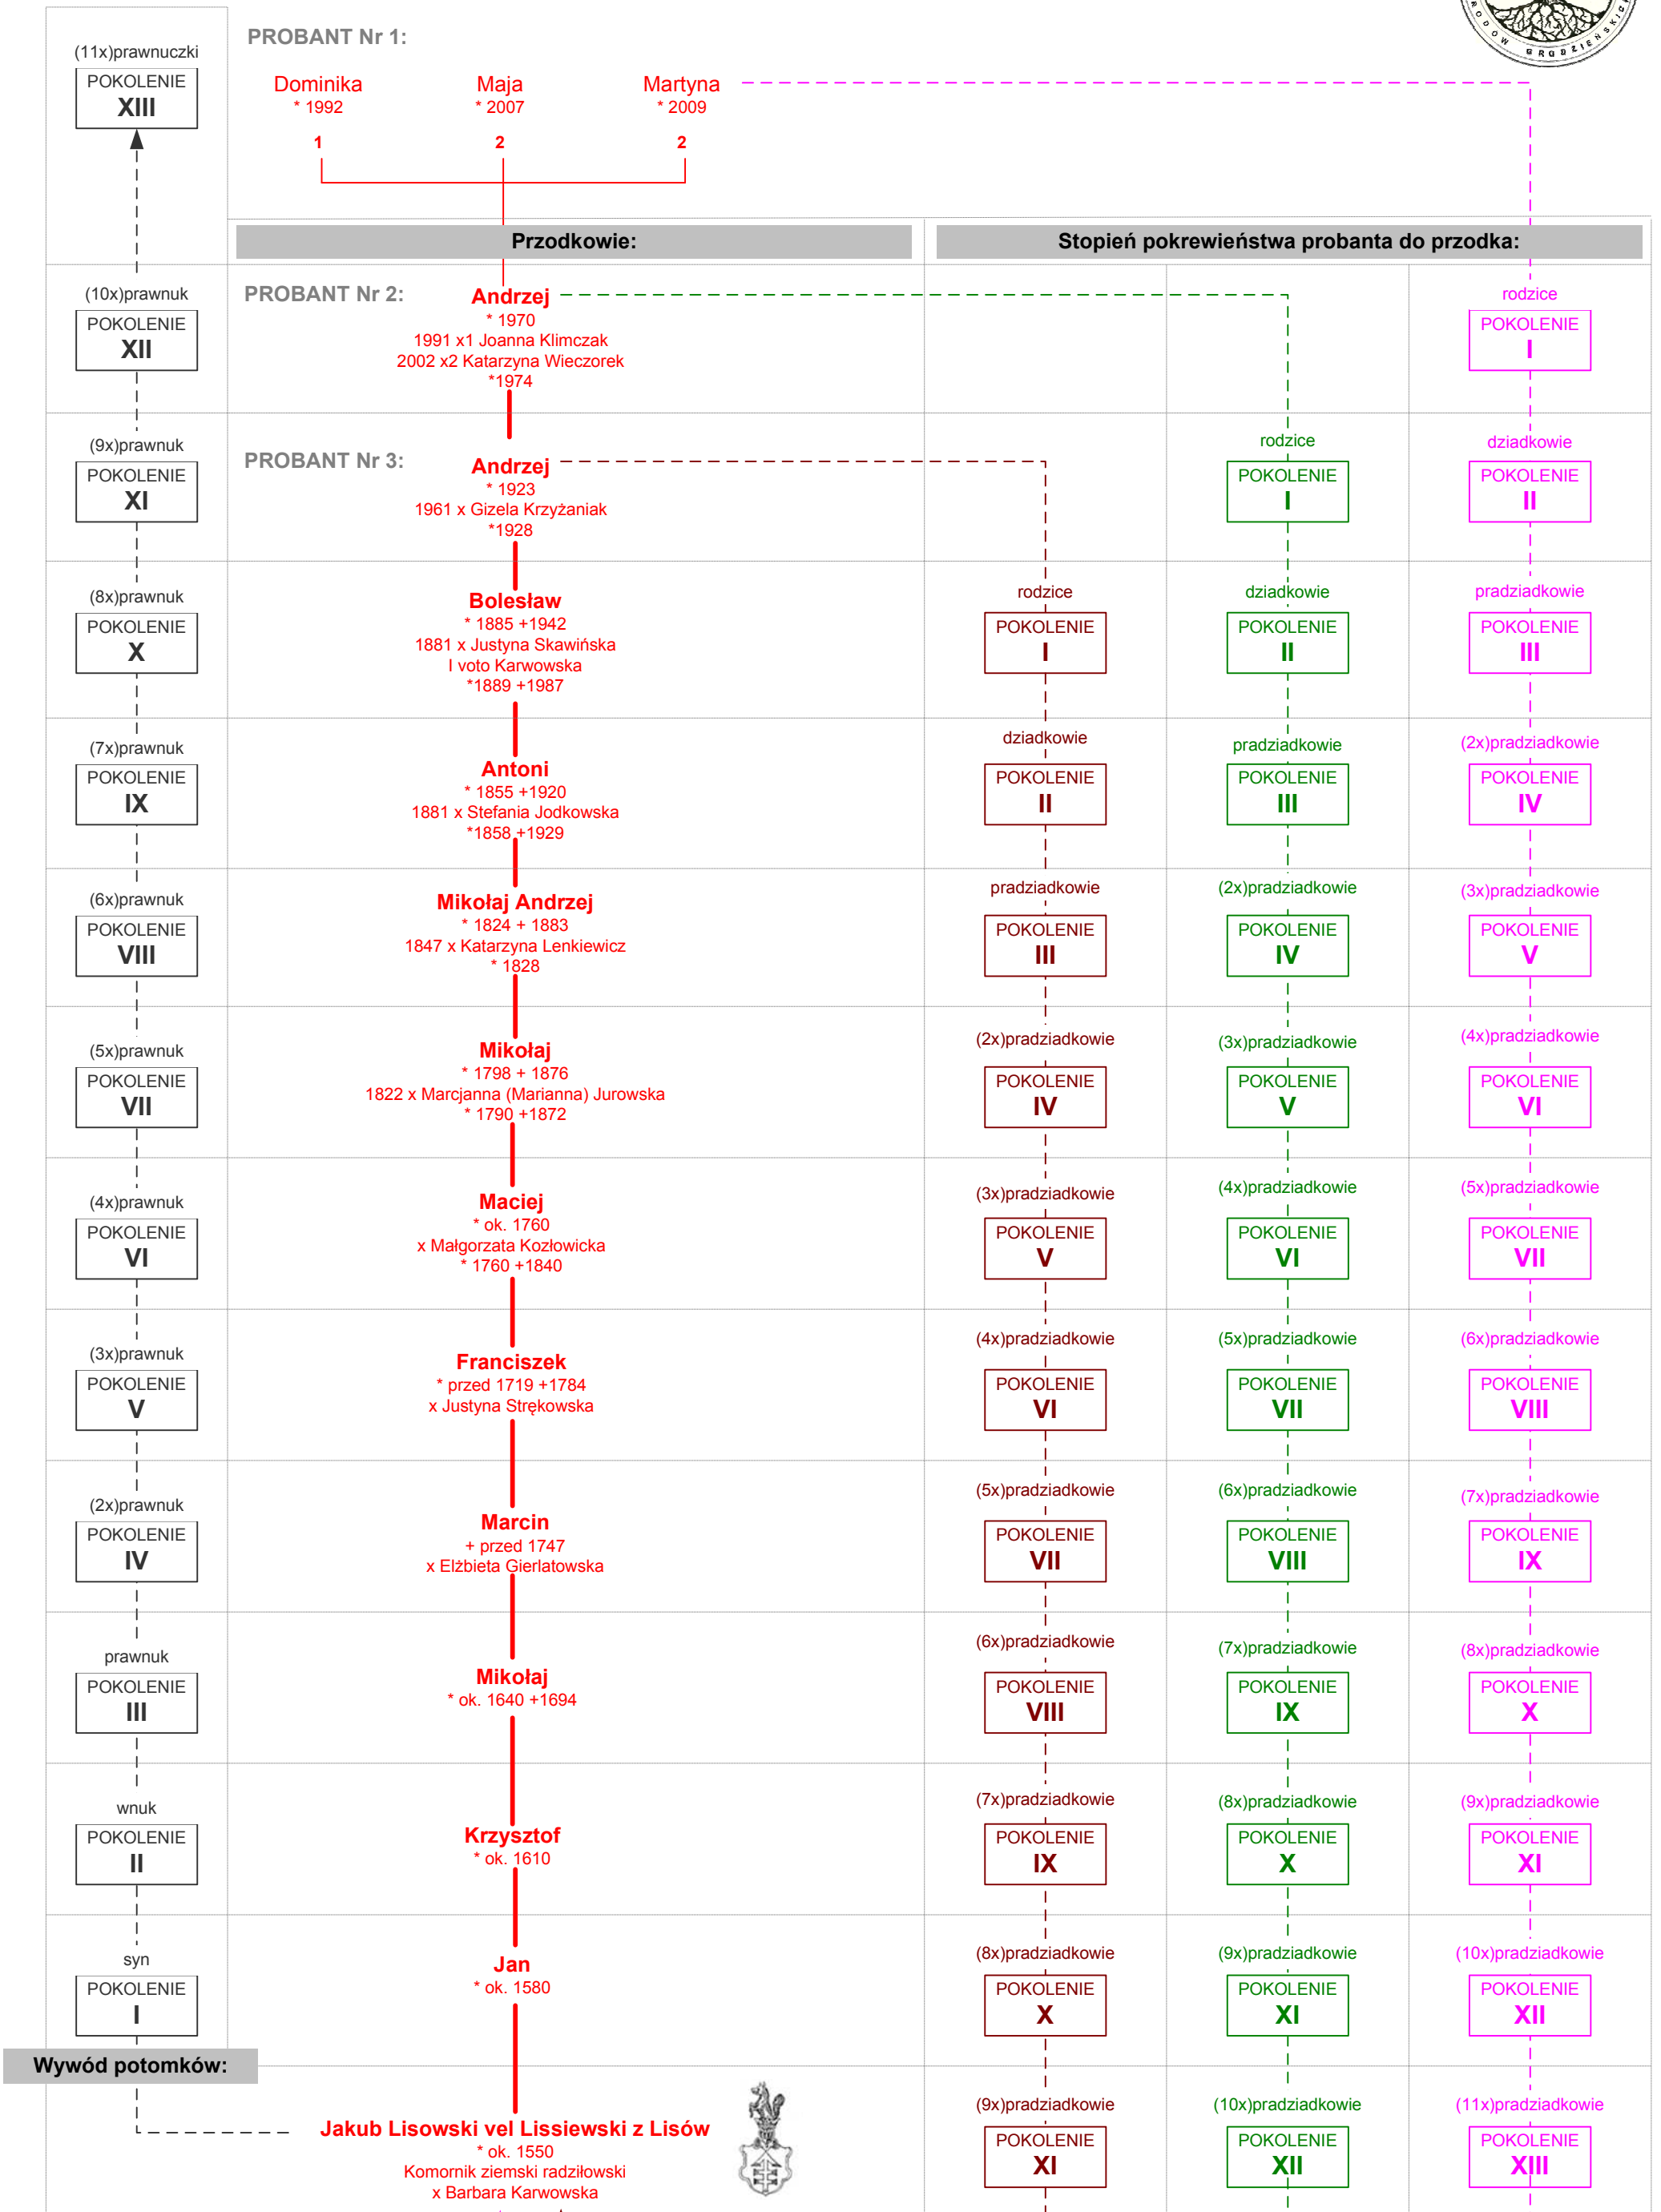 (11x)prawnuczki
POKOLENIE
XIII
PROBANT Nr 1:
Dominika
* 1992
1
Maja
* 2007
2
Martyna
* 2009
2
GRODZIEŃSKICH
Przodkowie:
Stopień pokrewieństwa probanta do przodka:
(10x)prawnuk
POKOLENIE
XII
PROBANT Nr 2:
Andrzej
* 1970
1991 x1 Joanna Klimczak
2002 x2 Katarzyna Wieczorek
*1974
rodzice
POKOLENIE
I
(9x)prawnuk
POKOLENIE
XI
PROBANT Nr 3:
Andrzej
* 1923
1961 x Gizela Krzyżaniak
*1928
rodzice
POKOLENIE
I
dziadkowie
POKOLENIE
II
(8x)prawnuk
POKOLENIE
X
Bolesław
* 1885 +1942
1881 x Justyna Skawińska
I voto Karwowska
*1889 +1987
rodzice
POKOLENIE
I
dziadkowie
POKOLENIE
II
pradziadkowie
POKOLENIE
III
(7x)prawnuk
POKOLENIE
IX
Antoni
* 1855 +1920
1881 x Stefania Jodkowska
*1858 +1929
dziadkowie
POKOLENIE
II
pradziadkowie
POKOLENIE
III
(2x)pradziadkowie
POKOLENIE
IV
(6x)prawnuk
POKOLENIE
VIII
Mikołaj Andrzej
* 1824 + 1883
1847 x Katarzyna Lenkiewicz
* 1828
pradziadkowie
POKOLENIE
III
(2x)pradziadkowie
POKOLENIE
IV
(3x)pradziadkowie
POKOLENIE
V
(5x)prawnuk
POKOLENIE
VII
Mikołaj
* 1798 + 1876
1822 x Marcjanna (Marianna) Jurowska
* 1790 +1872
(2x)pradziadkowie
POKOLENIE
IV
(3x)pradziadkowie
POKOLENIE
V
(4x)pradziadkowie
POKOLENIE
VI
(4x)prawnuk
POKOLENIE
VI
Maciej
* ok. 1760
x Małgorzata Kozłowicka
* 1760 +1840
(3x)pradziadkowie
POKOLENIE
V
(4x)pradziadkowie
POKOLENIE
VI
(5x)pradziadkowie
POKOLENIE
VII
(3x)prawnuk
POKOLENIE
V
Franciszek
* przed 1719 +1784
x Justyna Strękowska
(4x)pradziadkowie
POKOLENIE
VI
(5x)pradziadkowie
POKOLENIE
VII
(6x)pradziadkowie
POKOLENIE
VIII
(2x)prawnuk
POKOLENIE
IV
Marcin
+ przed 1747
x Elżbieta Gierlatowska
(5x)pradziadkowie
POKOLENIE
VII
(6x)pradziadkowie
POKOLENIE
VIII
(7x)pradziadkowie
POKOLENIE
IX
prawnuk
POKOLENIE
III
Mikołaj
* ok. 1640 +1694
(6x)pradziadkowie
POKOLENIE
VIII
(7x)pradziadkowie
POKOLENIE
IX
(8x)pradziadkowie
POKOLENIE
X
wnuk
POKOLENIE
II
Krzysztof
* ok. 1610
(7x)pradziadkowie
POKOLENIE
IX
(8x)pradziadkowie
POKOLENIE
X
(9x)pradziadkowie
POKOLENIE
XI
syn
POKOLENIE
I
Jan
* ok. 1580
(8x)pradziadkowie
POKOLENIE
X
(9x)pradziadkowie
POKOLENIE
XI
(10x)pradziadkowie
POKOLENIE
XII
Wywód potomków:
Jakub Lisowski vel Lissiewski z Lisów
* ok. 1550
Komornik ziemski radziłowski
x Barbara Karwowska
(9x)pradziadkowie
POKOLENIE
XI
(10x)pradziadkowie
POKOLENIE
XII
(11x)pradziadkowie
POKOLENIE
XIII